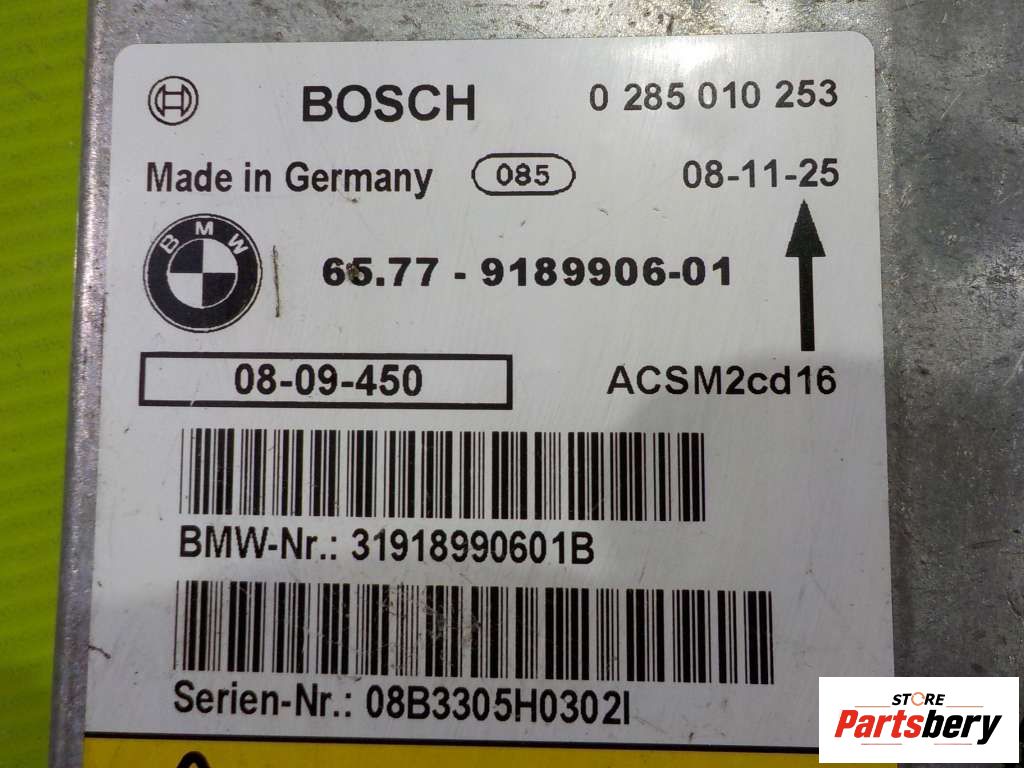 BOSCH 0 285 010 253
Made in Germany 085 08-11-25
BMW 65.77 - 9189906-01
08-09-450 ACSM2cd16
BMW-Nr.: 31918990601B
Serien-Nr.: 08B3305H0302I
STORE
Partsbery